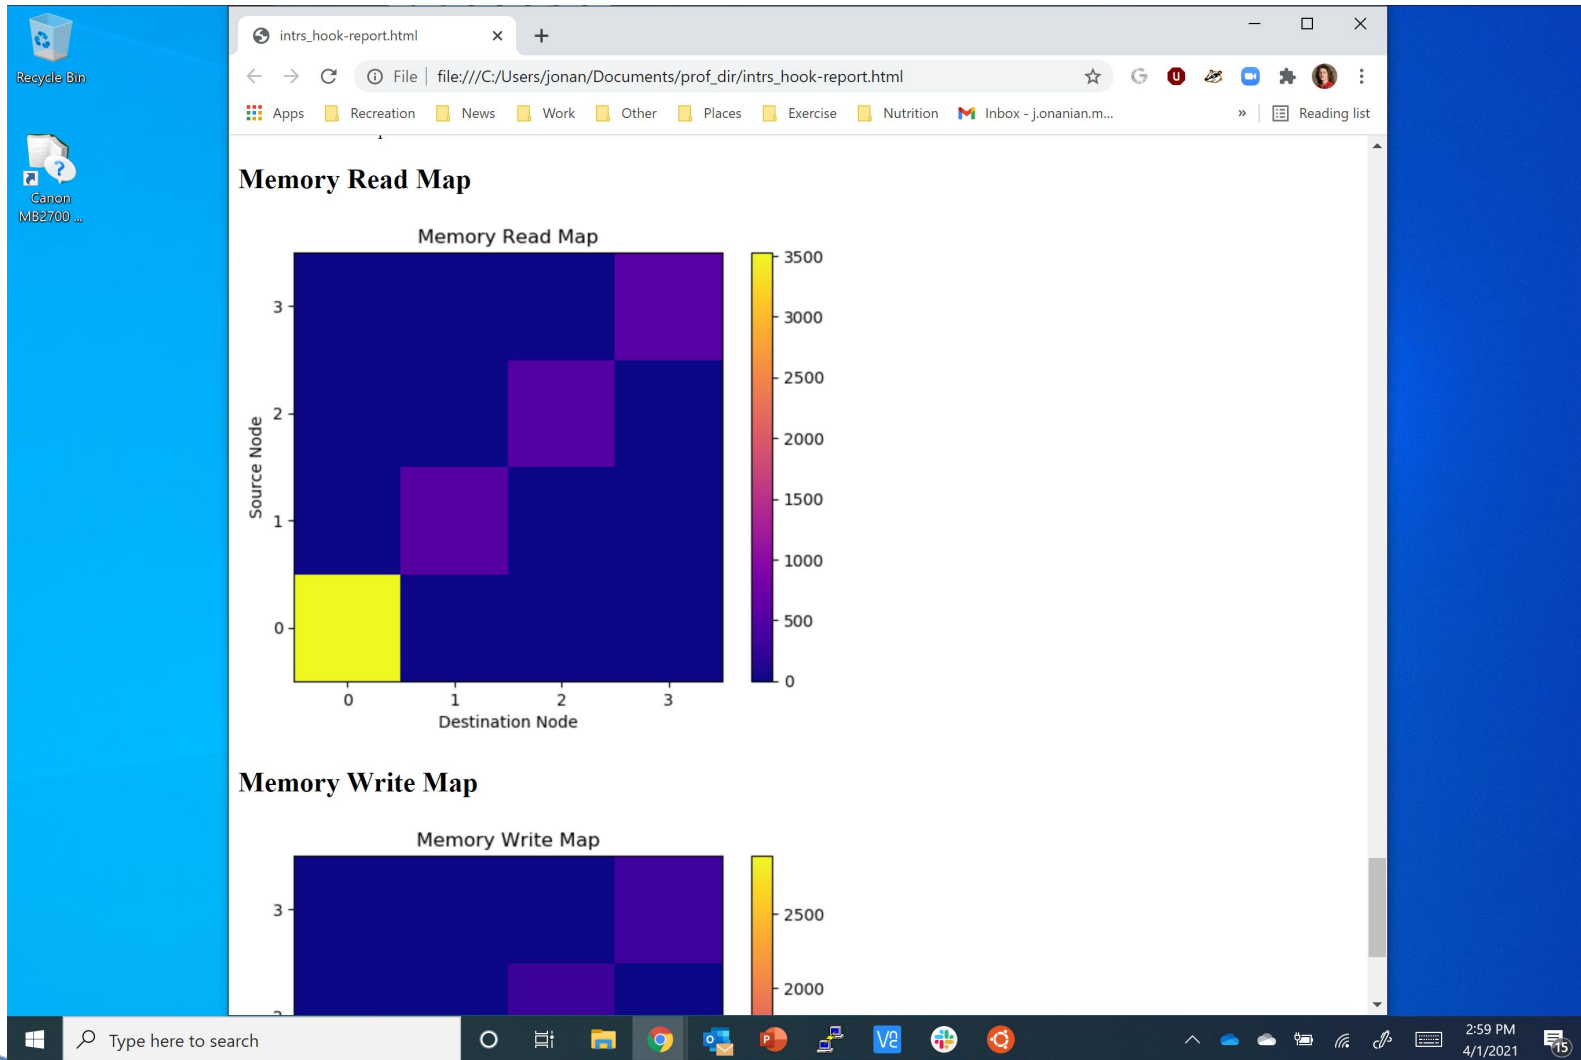 Recycle Bin
Canon
MB2700 ...
intrs_hook-report.html
File
file:///C:/Users/jonan/Documents/prof_dir/intrs_hook-report.html
Apps
Recreation
News
Work
Other
Places
Exercise
Nutrition
Inbox - j.onanian.m...
»
Reading list
Memory Read Map
Memory Read Map
3
2
1
0
Source Node
0 1 2 3
Destination Node
3500
3000
2500
2000
1500
1000
500
0
Memory Write Map
Memory Write Map
3
2500
2000
Type here to search
2:59 PM
4/1/2021
15